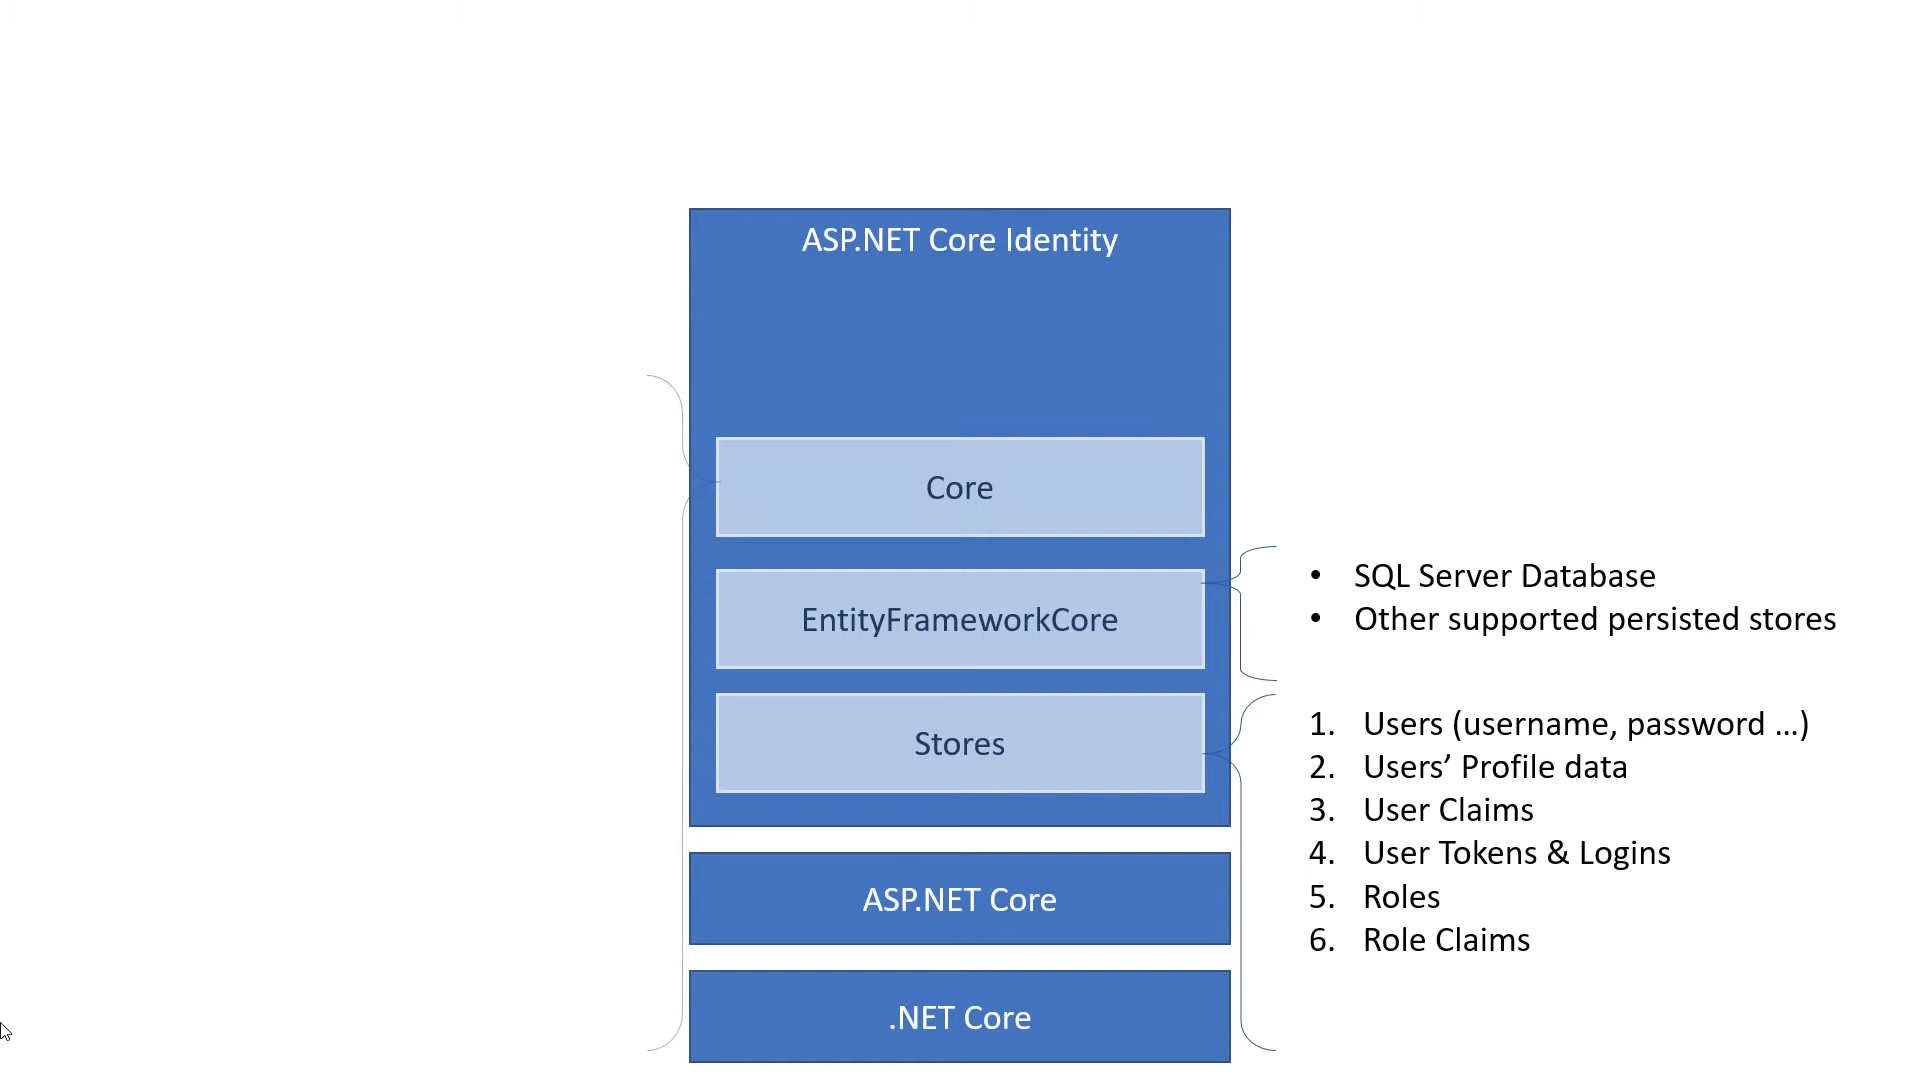 ASP.NET Core Identity
Core
EntityFrameworkCore
Stores
ASP.NET Core
.NET Core
• SQL Server Database
• Other supported persisted stores
1. Users (username, password …)
2. Users’ Profile data
3. User Claims
4. User Tokens & Logins
5. Roles
6. Role Claims